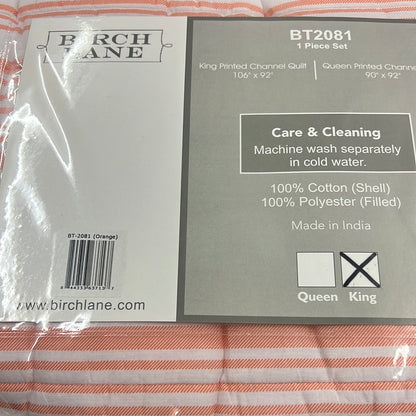 BIRCH
LANE
BT2081
1 Piece Set
King Printed Channel Quilt
106" x 92"
Queen Printed Channe
90" x 92"
Care & Cleaning
Machine wash separately
in cold water.
100% Cotton (Shell)
100% Polyester (Filled)
Made in India
BT-2081 (Orange)
www.birchlane.com
Queen
King